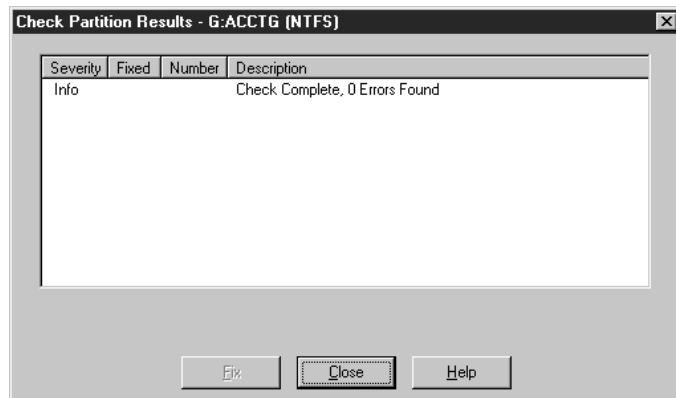 Check Partition Results - G:ACCTG (NTFS)
Severity Fixed Number Description
Info Check Complete, 0 Errors Found
Fix Close Help